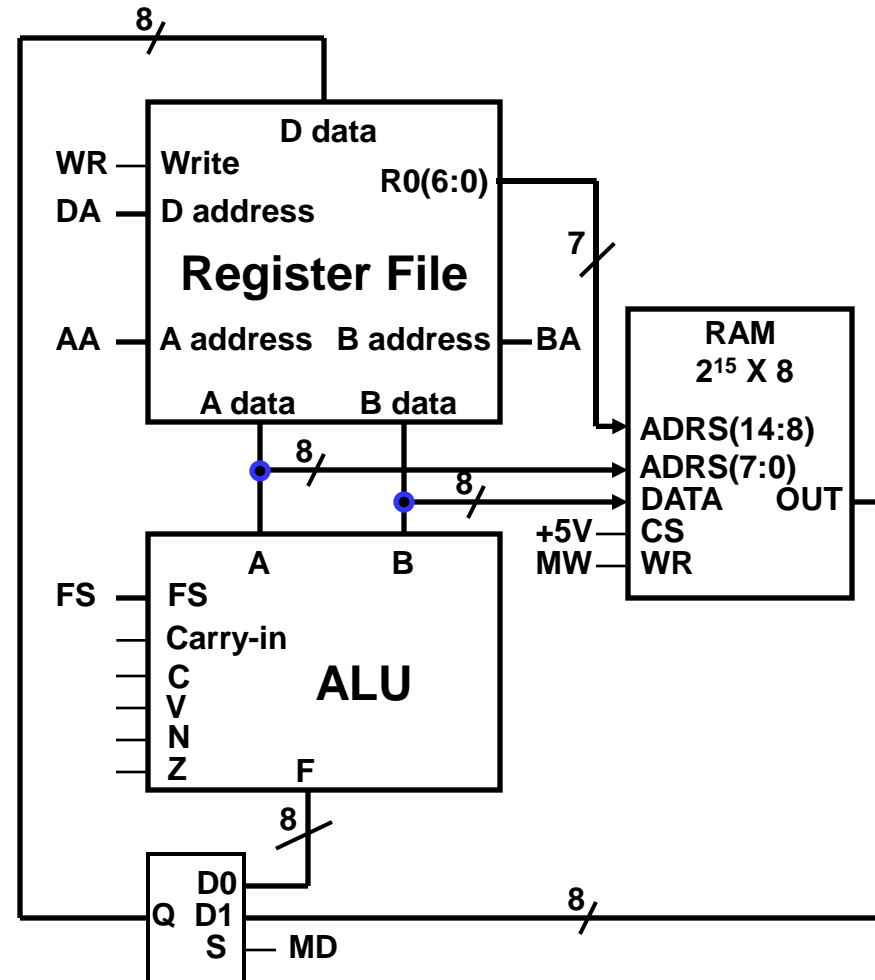 8
D data
WR Write
R0(6:0)
DA D address
7
Register File
AA A address B address BA
RAM
2¹⁵ X 8
A data B data
ADRS(14:8)
8
ADRS(7:0)
8
DATA OUT
+5V CS
MW WR
A B
FS FS
Carry-in
ALU
C
V
N
Z
F
8
D0
Q D1
8
S MD